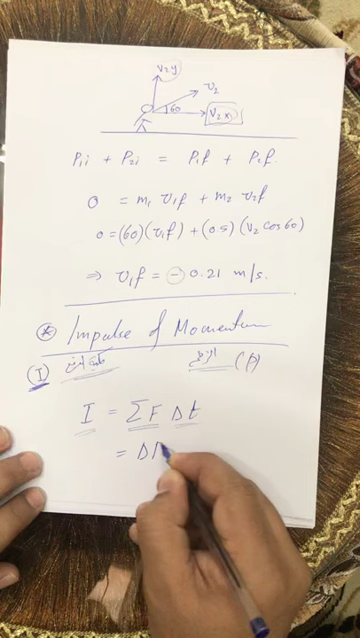 v₂y
v₂
60
v₂x
P₁i + P₂i = P₁f + P₂f.
0 = m₁ v₁f + m₂ v₂f
0 = (60)(v₁f) + (0.5)(v₂ cos 60)
⇒ v₁f = -0.21 m/s.
⊛ Impulse of Momentum
(I) (P)
I = ΣF Δt
= Δ